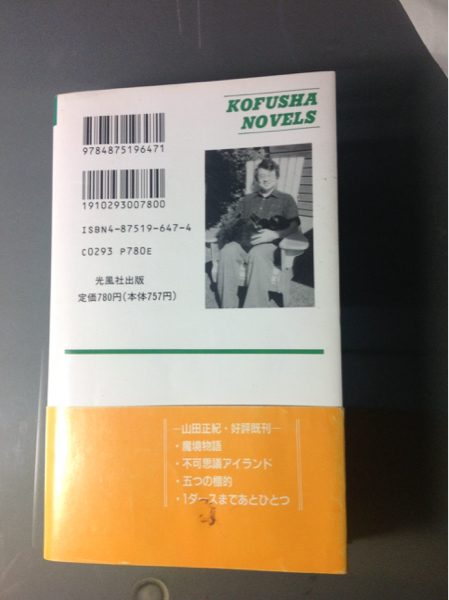 KOFUSHA
NOVELS
9784875196471
1910293007800
ISBN4-87519-647-4
C0293 P780E
光風社出版
定価780円(本体757円)
―山田正紀・好評既刊―
・魔境物語
・不可思議アイランド
・五つの標的
・1ダースまであとひとつ